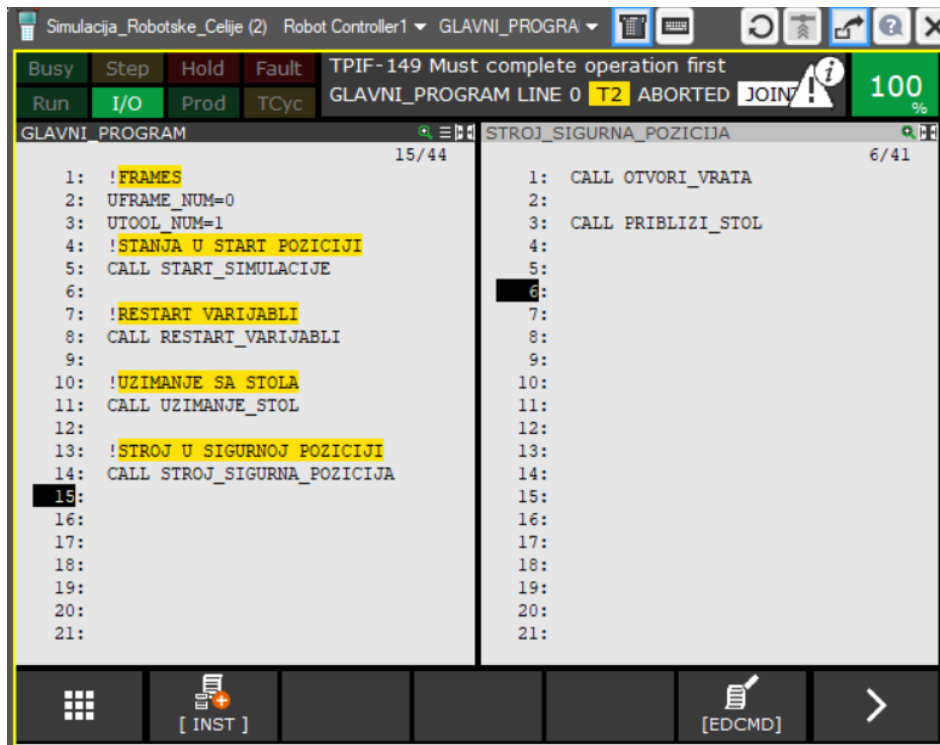 Simulacija_Robotske_Celije (2) Robot Controller1 GLAVNI_PROGRAI
Busy Step Hold Fault
Run I/O Prod TCyc
TPIF-149 Must complete operation first
GLAVNI_PROGRAM LINE 0 T2 ABORTED JOINT
100
%
GLAVNI_PROGRAM
15/44
1: !FRAMES
2: UFRAME_NUM=0
3: UTOOL_NUM=1
4: !STANJA U START POZICIJI
5: CALL START_SIMULACIJE
6:
7: !RESTART VARIJABLI
8: CALL RESTART_VARIJABLI
9:
10: !UZIMANJE SA STOLA
11: CALL UZIMANJE_STOL
12:
13: !STROJ U SIGURNOJ POZICIJI
14: CALL STROJ_SIGURNA_POZICIJA
15:
16:
17:
18:
19:
20:
21:
STROJ_SIGURNA_POZICIJA
6/41
1: CALL OTVORI_VRATA
2:
3: CALL PRIBLIZI_STOL
4:
5:
6:
7:
8:
9:
10:
11:
12:
13:
14:
15:
16:
17:
18:
19:
20:
21:
[ INST ]
[EDCMD]